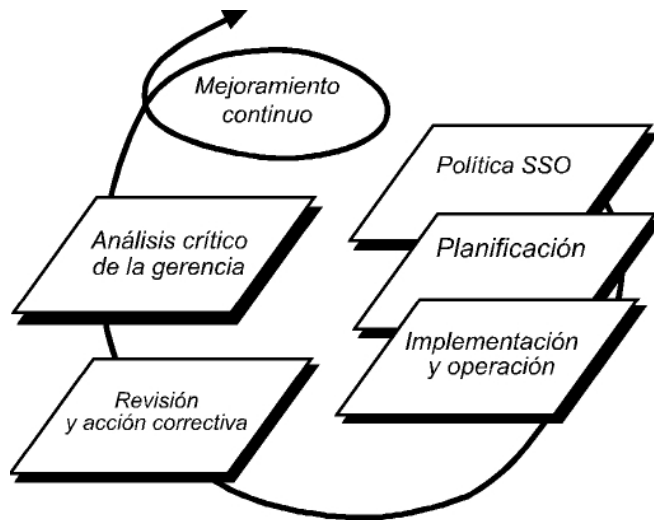 Mejoramiento
continuo
Política SSO
Planificación
Implementación
y operación
Análisis crítico
de la gerencia
Revisión
y acción correctiva